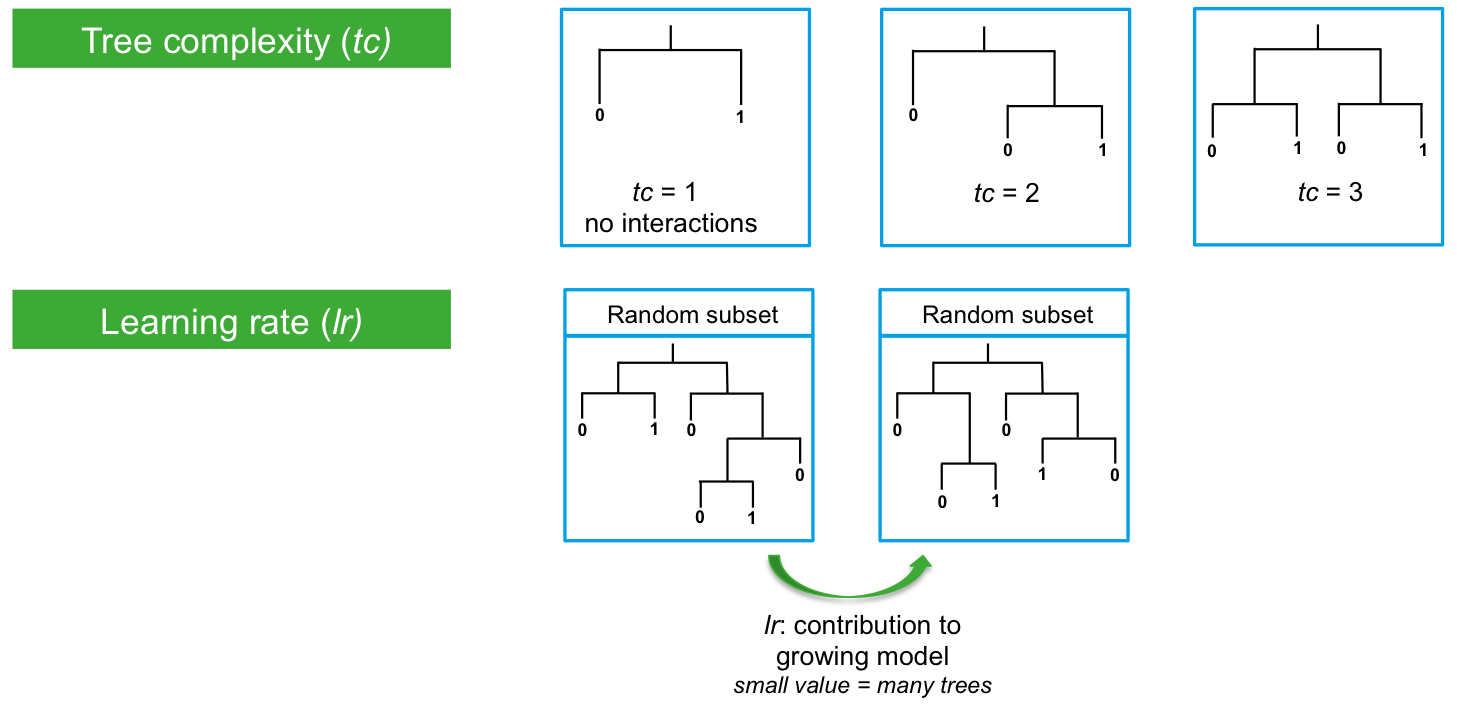 Tree complexity (tc)
0 1
tc = 1
no interactions
0
0 1
tc = 2
0 1 0 1
tc = 3
Learning rate (lr)
Random subset
0 1 0
0
0 1
Random subset
0 0
1 0
0 1
lr: contribution to
growing model
small value = many trees